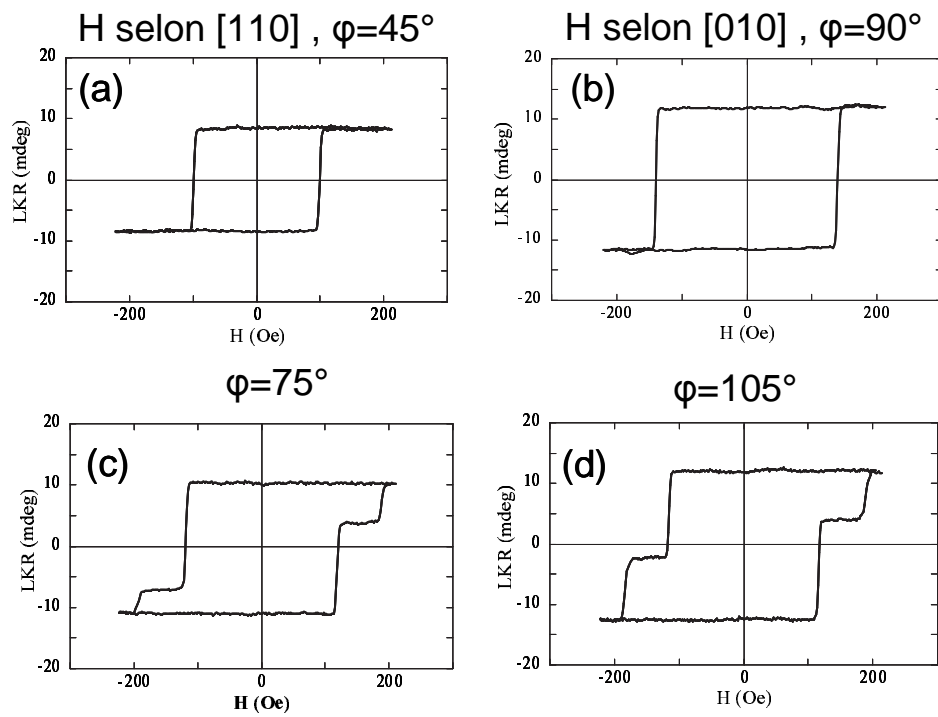 H selon [110] , φ=45°
H selon [010] , φ=90°
(a)
20
10
0
-10
-20
LKR (mdeg)
-200
0
200
H (Oe)
(b)
20
10
0
-10
-20
LKR (mdeg)
-200
0
200
H (Oe)
φ=75°
φ=105°
(c)
20
10
0
-10
-20
LKR (mdeg)
-200
0
200
H (Oe)
(d)
20
10
0
-10
-20
LKR (mdeg)
-200
0
200
H (Oe)